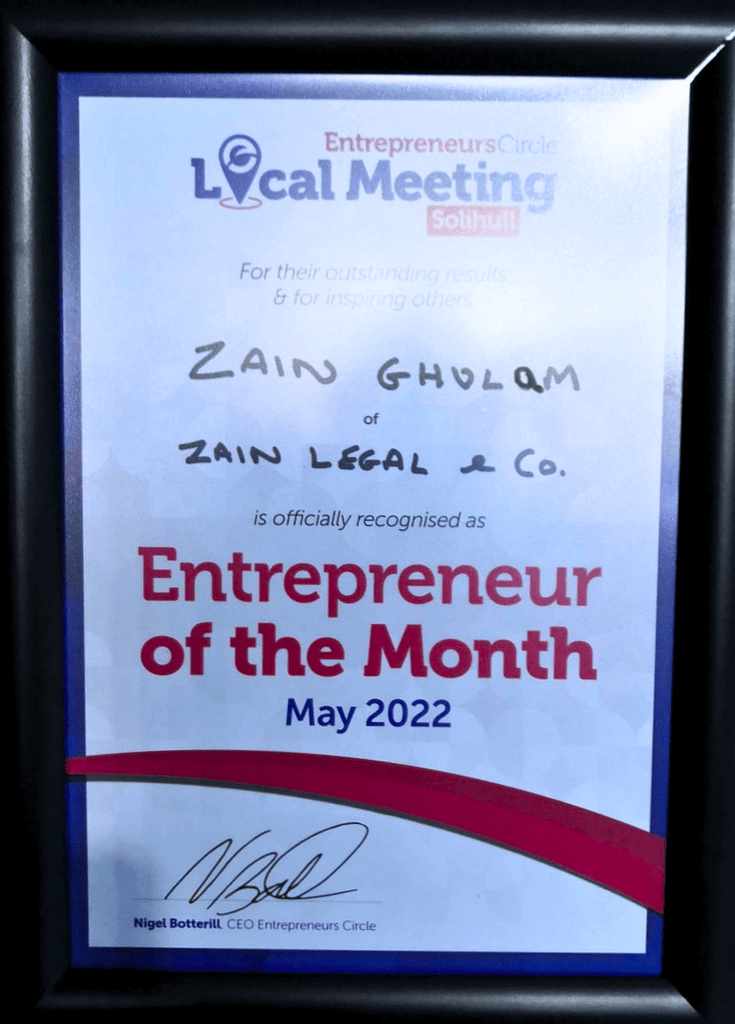 EntrepreneursCircle
Local Meeting
Solihull
For their outstanding results
& for inspiring others
ZAIN GHULAM
of
ZAIN LEGAL & Co.
is officially recognised as
Entrepreneur
of the Month
May 2022
Nigel Botterill, CEO Entrepreneurs Circle